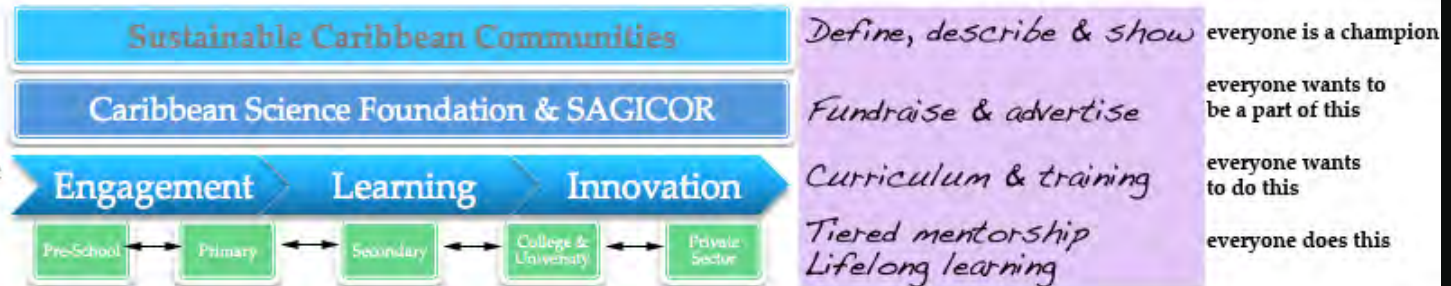 Sustainable Caribbean Communities
Define, describe & show
everyone is a champion
Caribbean Science Foundation & SAGICOR
Fundraise & advertise
everyone wants to
be a part of this
Engagement
Learning
Innovation
Curriculum & training
everyone wants
to do this
Pre-School
Primary
Secondary
College &
University
Private
Sector
Tiered mentorship
Lifelong learning
everyone does this